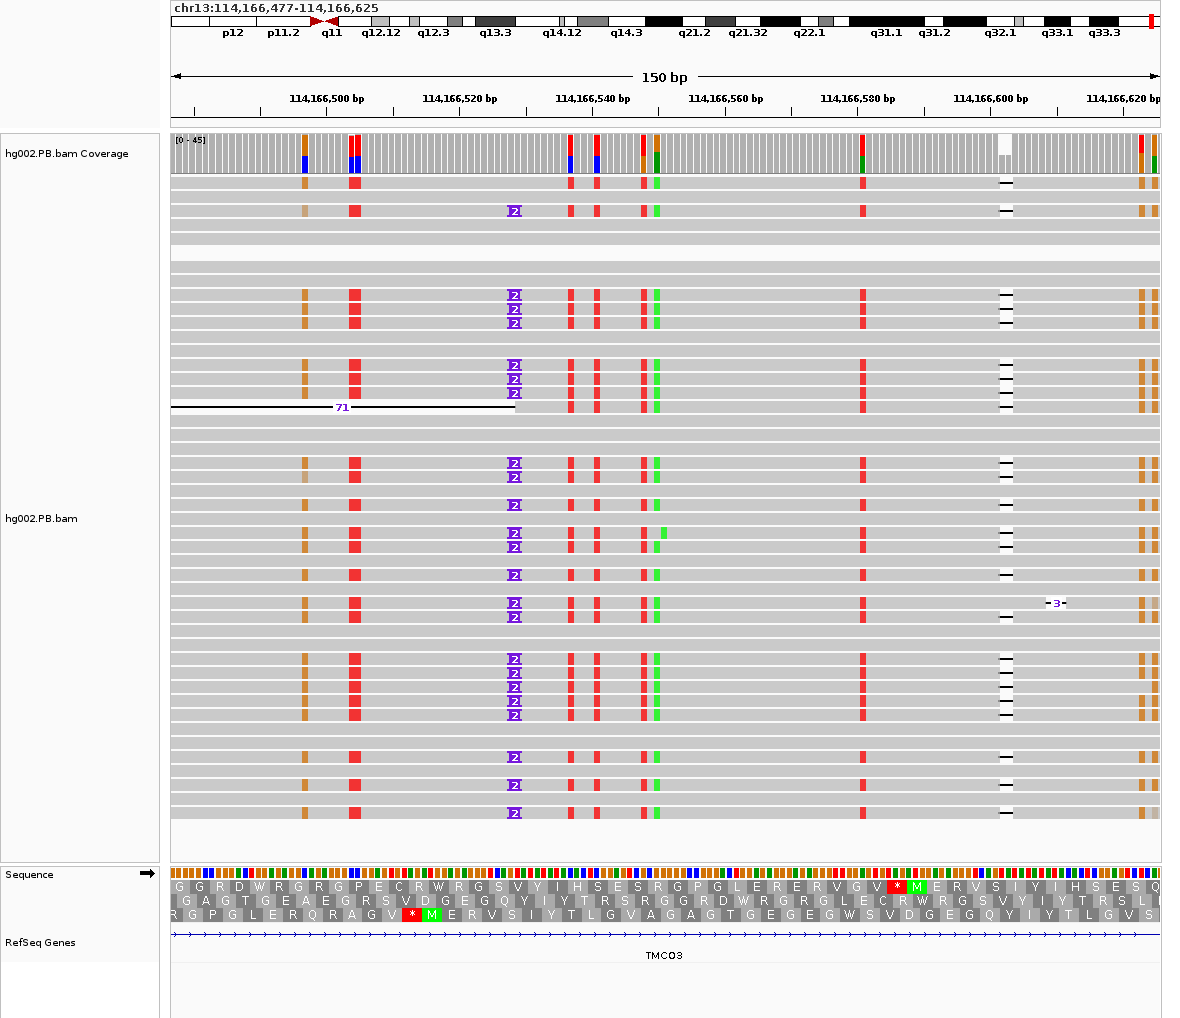 chr13:114,166,477-114,166,625
p12 p11.2 q11 q12.12 q12.3 q13.3 q14.12 q14.3 q21.2 q21.32 q22.1 q31.1 q31.2 q32.1 q33.1 q33.3
150 bp
114,166,500 bp 114,166,520 bp 114,166,540 bp 114,166,560 bp 114,166,580 bp 114,166,600 bp 114,166,620 bp
hg002.PB.bam Coverage
[0 - 45]
2
2
2
2
2
2
2
71
2
2
2
hg002.PB.bam
2
2
2
2 3
2
2
2
2
2
2
2
2
2
Sequence
G G R D W R G R G P E C R W R G S V Y I H S E S R G P G L E R E R V G V * M E R V S I Y I H S E S Q
G A G T G E A E G R S V D G E G Q Y I Y T R S G G R D W R G R G L E C R W R G S V Y I Y T R S L I
R G P G L E R Q R A G V * M E R V S I Y T L G V A G A G T G E G E G W S V D G E G Q Y I Y T L G V S
RefSeq Genes
TMCO3